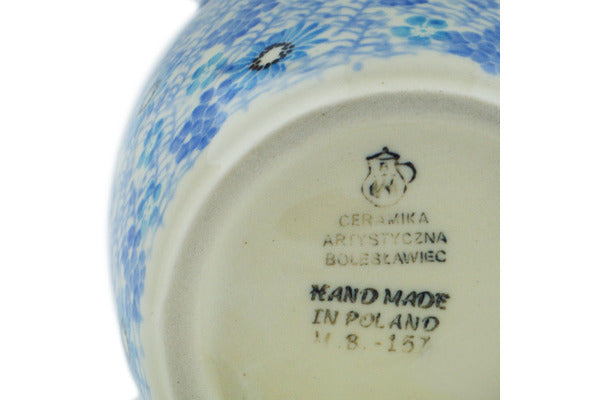 CERAMIKA
ARTYSTYCZNA
BOLESŁAWIEC
HAND MADE
IN POLAND